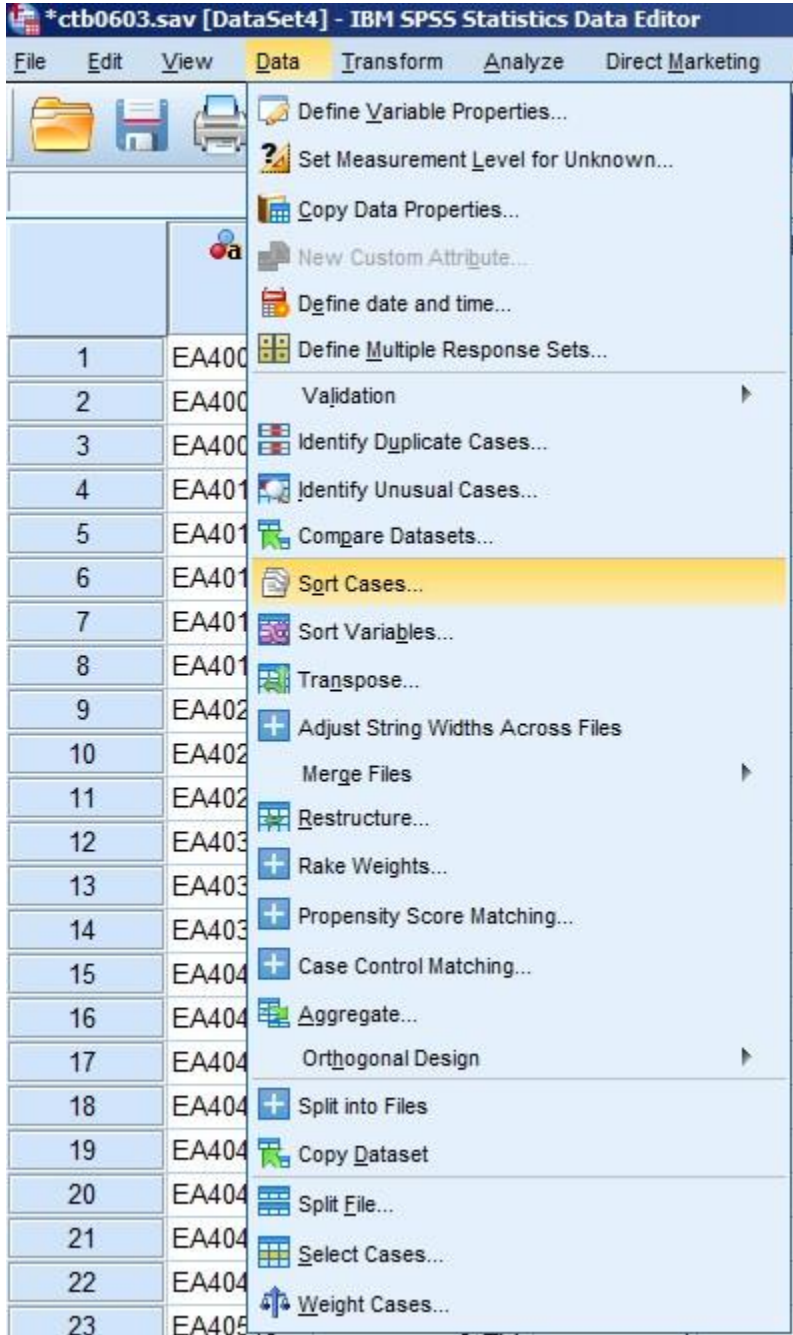 *ctb0603.sav [DataSet4] - IBM SPSS Statistics Data Editor
File Edit View Data Transform Analyze Direct Marketing
Define Variable Properties...
Set Measurement Level for Unknown...
Copy Data Properties...
a
New Custom Attribute...
Define date and time...
1 EA400 Define Multiple Response Sets...
2 EA400 Validation
3 EA400 Identify Duplicate Cases...
4 EA401 Identify Unusual Cases...
5 EA401 Compare Datasets...
6 EA401 Sort Cases...
7 EA401 Sort Variables...
8 EA401 Transpose...
9 EA402 Adjust String Widths Across Files
10 EA402 Merge Files
11 EA402 Restructure...
12 EA403 Rake Weights...
13 EA403
14 EA403 Propensity Score Matching...
15 EA404 Case Control Matching...
16 EA404 Aggregate...
17 EA404 Orthogonal Design
18 EA404 Split into Files
19 EA404 Copy Dataset
20 EA404 Split File...
21 EA404
22 EA404 Select Cases...
23 EA405 Weight Cases...